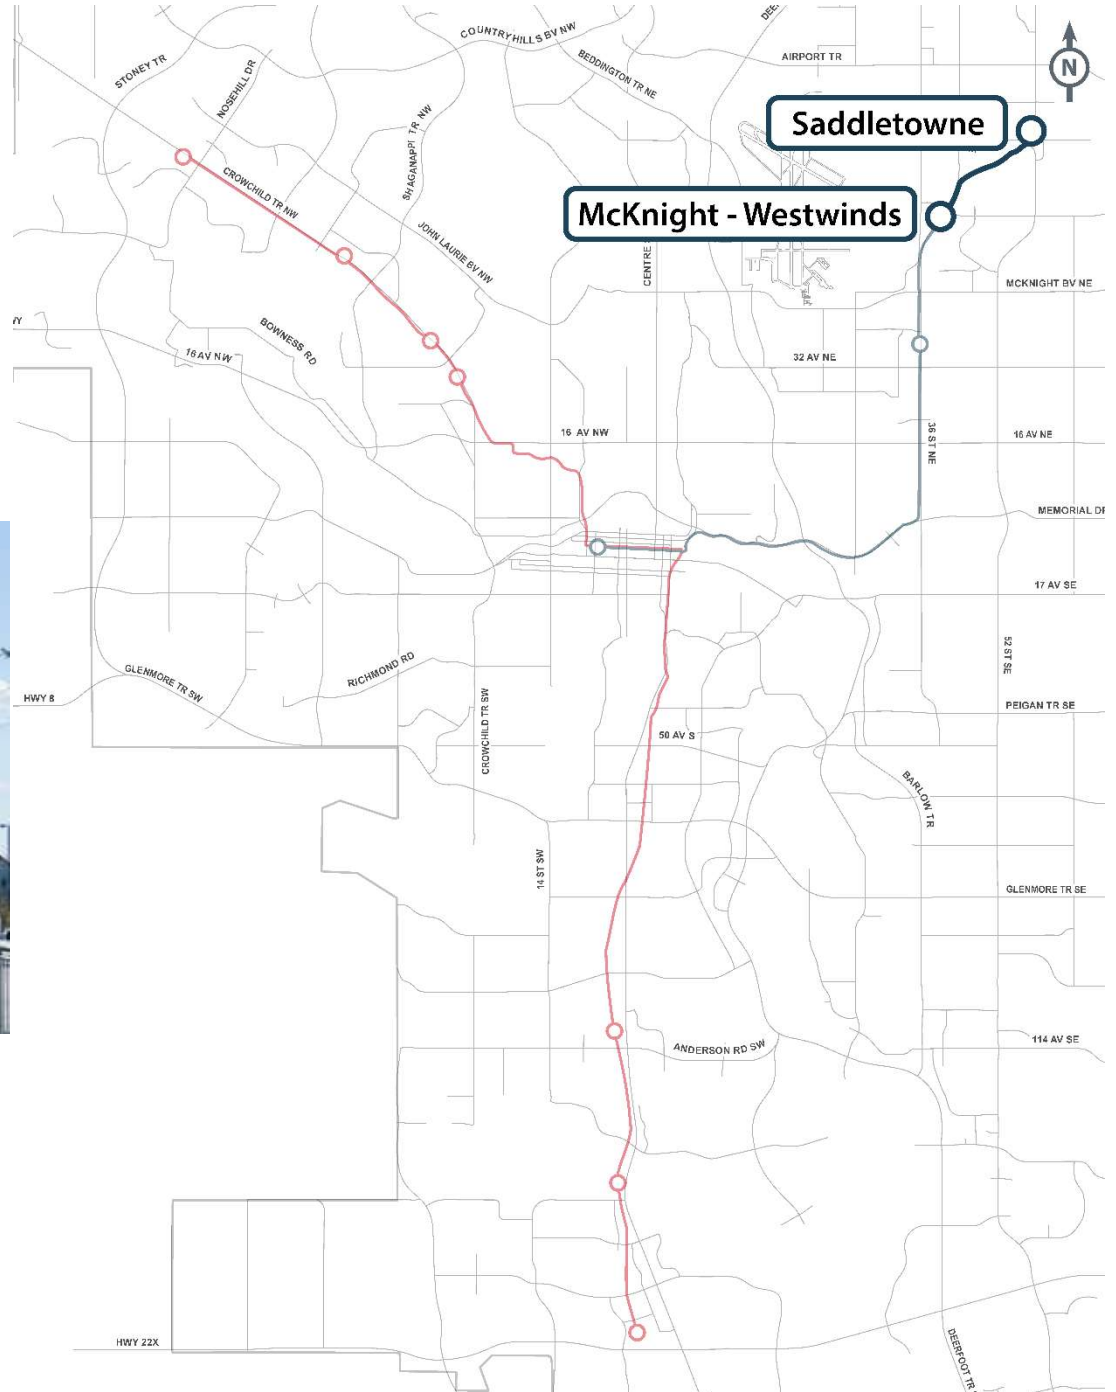 COUNTRYHILLS BV NW
STONEY TR
NOSEHILL DR
BEDDINGTON TR NE
AIRPORT TR
N
SHAGANAPPI TR NW
Saddletowne
CROWCHILD TR NW
McKnight - Westwinds
JOHN LAURIE BV NW
CENTRE
MCKNIGHT BV NE
BOWNESS RD
16 AV NW
32 AV NE
16 AV NW
36 ST NE
16 AV NE
MEMORIAL DR
17 AV SE
52 ST SE
GLENMORE TR SW
RICHMOND RD
HWY 8
CROWCHILD TR SW
50 AV S
PEIGAN TR SE
BARLOW TR
14 ST SW
GLENMORE TR SE
ANDERSON RD SW
114 AV SE
HWY 22X
DEERFOOT TR